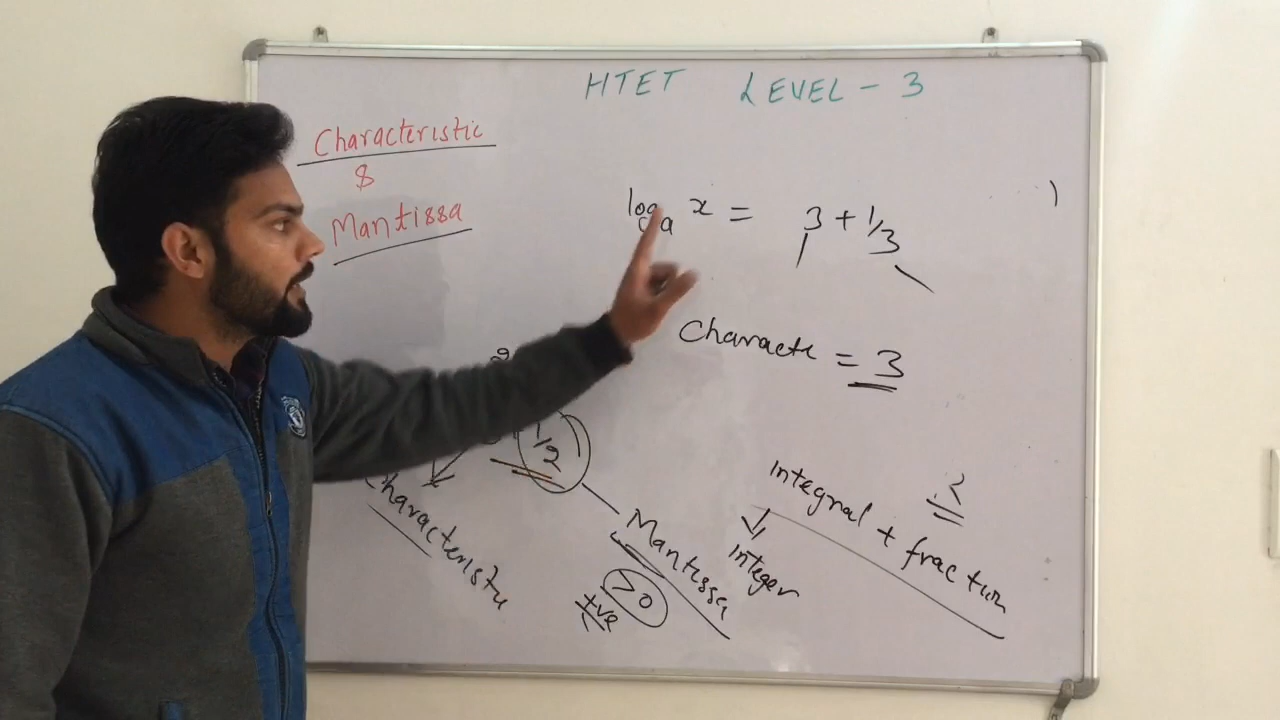 HTET LEVEL - 3
Characteristic
&
Mantissa
log_a x = 3 + 1/3
Characte = 3
1/2
Characteristic
Mantissa
>0
+ve
integral + fraction
integer